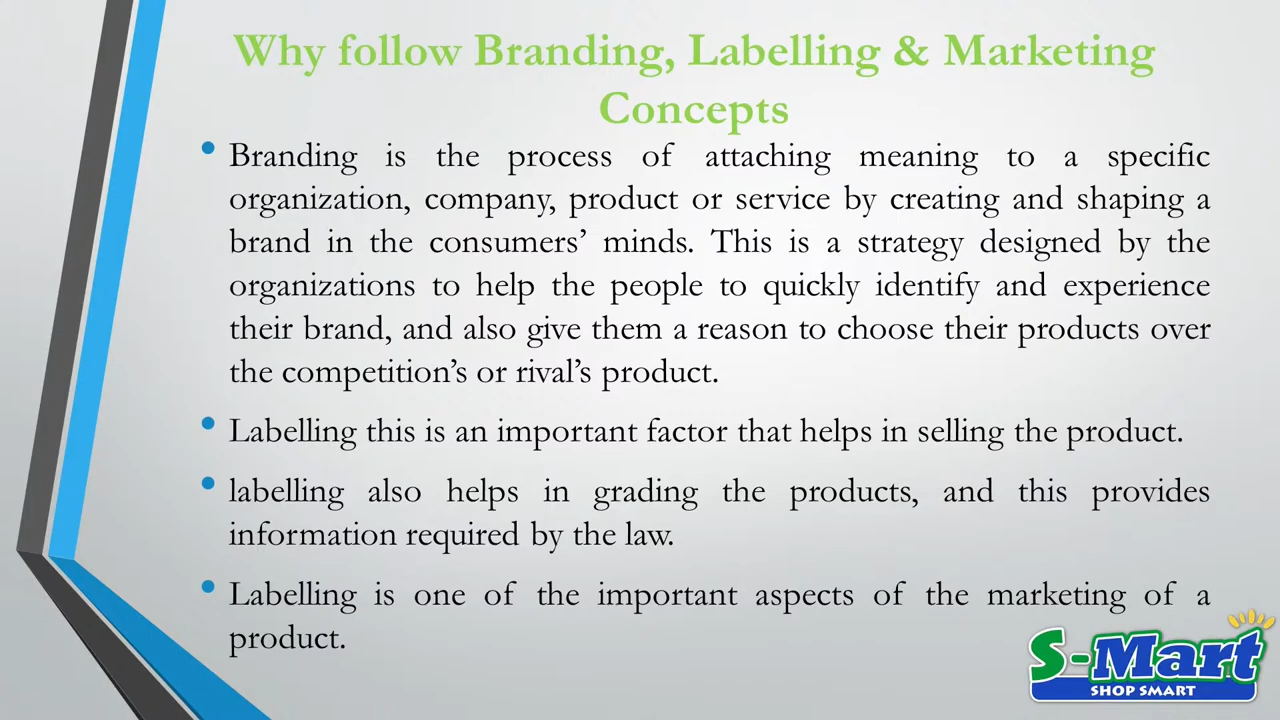 Why follow Branding, Labelling & Marketing
Concepts
• Branding is the process of attaching meaning to a specific
organization, company, product or service by creating and shaping a
brand in the consumers’ minds. This is a strategy designed by the
organizations to help the people to quickly identify and experience
their brand, and also give them a reason to choose their products over
the competition’s or rival’s product.
• Labelling this is an important factor that helps in selling the product.
• labelling also helps in grading the products, and this provides
information required by the law.
• Labelling is one of the important aspects of the marketing of a
product.
S-Mart
SHOP SMART